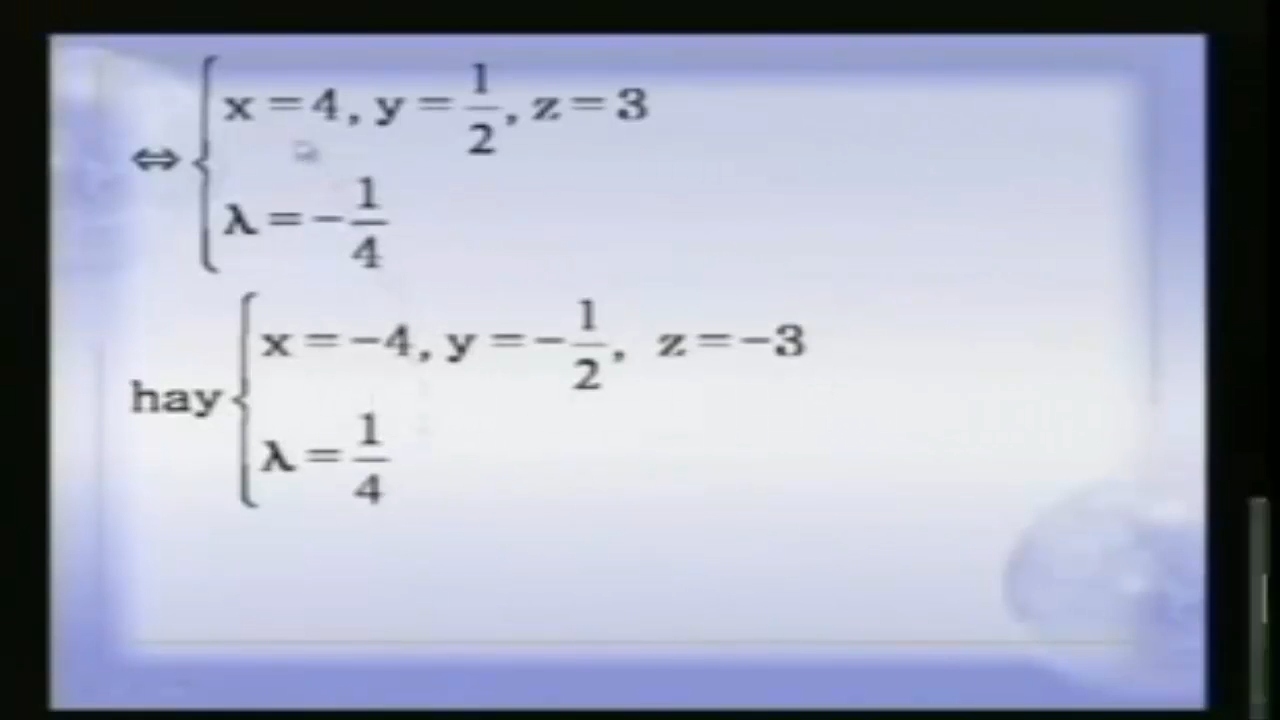 ⇔ { x = 4, y = 1/2, z = 3
λ = -1/4
hay { x = -4, y = -1/2, z = -3
λ = 1/4